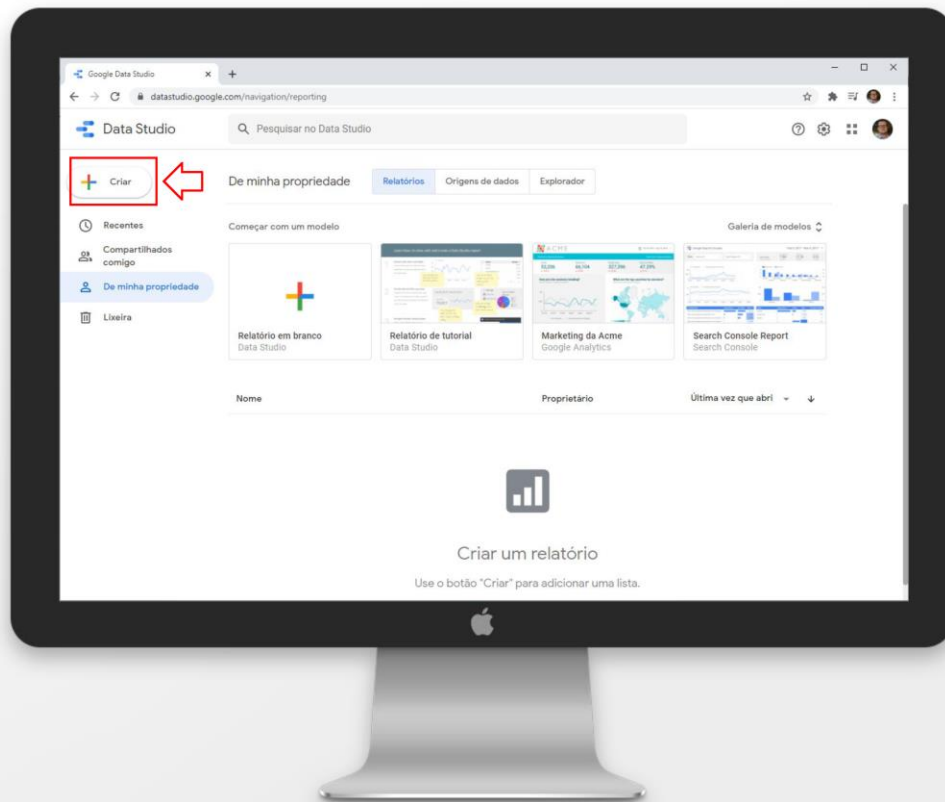 Google Data Studio
datastudio.google.com/navigation/reporting
Data Studio
Pesquisar no Data Studio
Criar
De minha propriedade
Relatórios
Origens de dados
Explorador
Recentes
Compartilhados
comigo
De minha propriedade
Lixeira
Começar com um modelo
Galeria de modelos
Relatório em branco
Data Studio
Relatório de tutorial
Data Studio
ACME
Marketing da Acme
Google Analytics
Search Console Report
Search Console
Nome
Proprietário
Última vez que abri
Criar um relatório
Use o botão "Criar" para adicionar uma lista.